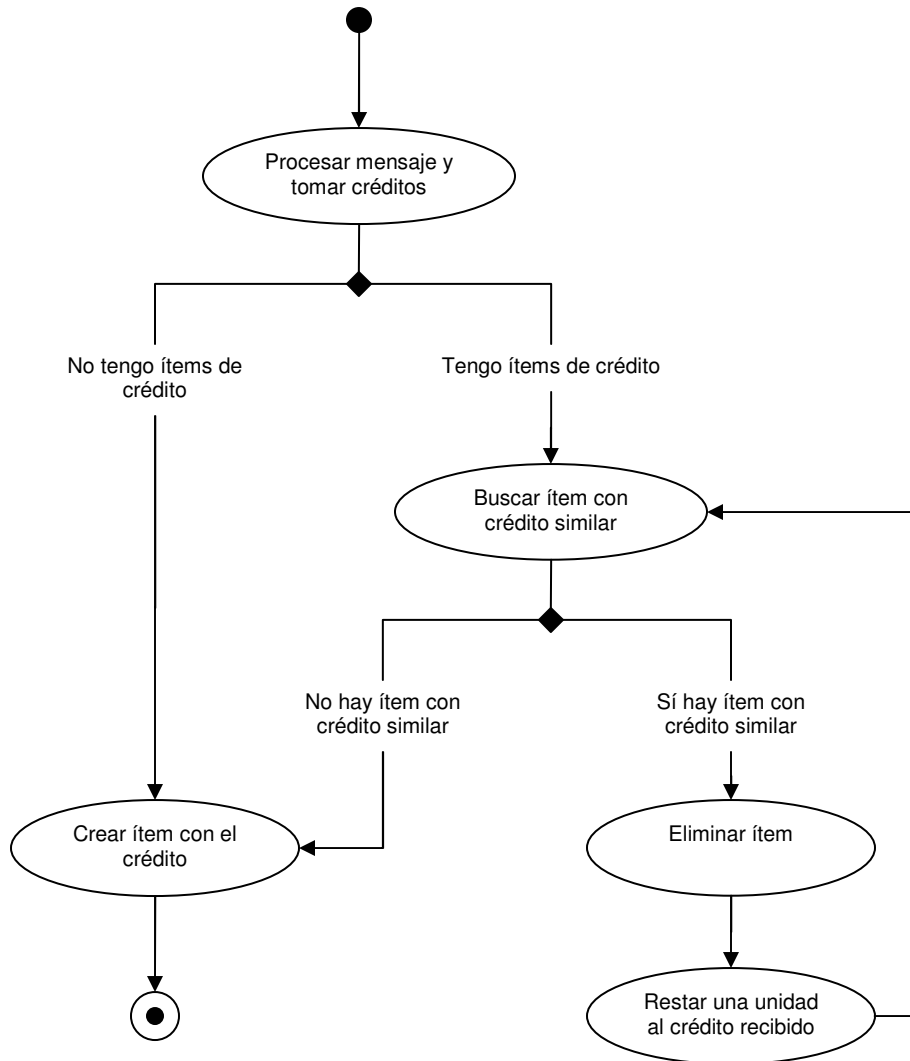 Procesar mensaje y
tomar créditos
No tengo ítems de
crédito
Tengo ítems de crédito
Buscar ítem con
crédito similar
No hay ítem con
crédito similar
Sí hay ítem con
crédito similar
Crear ítem con el
crédito
Eliminar ítem
Restar una unidad
al crédito recibido